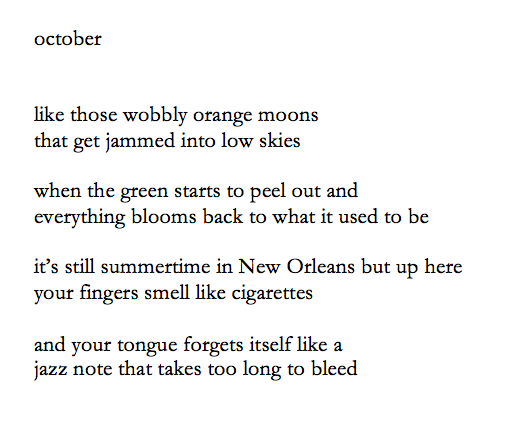 october
like those wobbly orange moons
that get jammed into low skies
when the green starts to peel out and
everything blooms back to what it used to be
it’s still summertime in New Orleans but up here
your fingers smell like cigarettes
and your tongue forgets itself like a
jazz note that takes too long to bleed